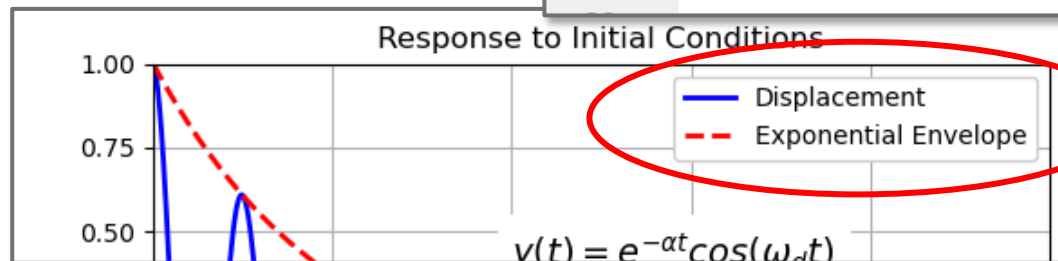 Response to Initial Conditions
1.00
Displacement
Exponential Envelope
0.75
0.50
y(t) = e^{-αt}cos(ω_d t)